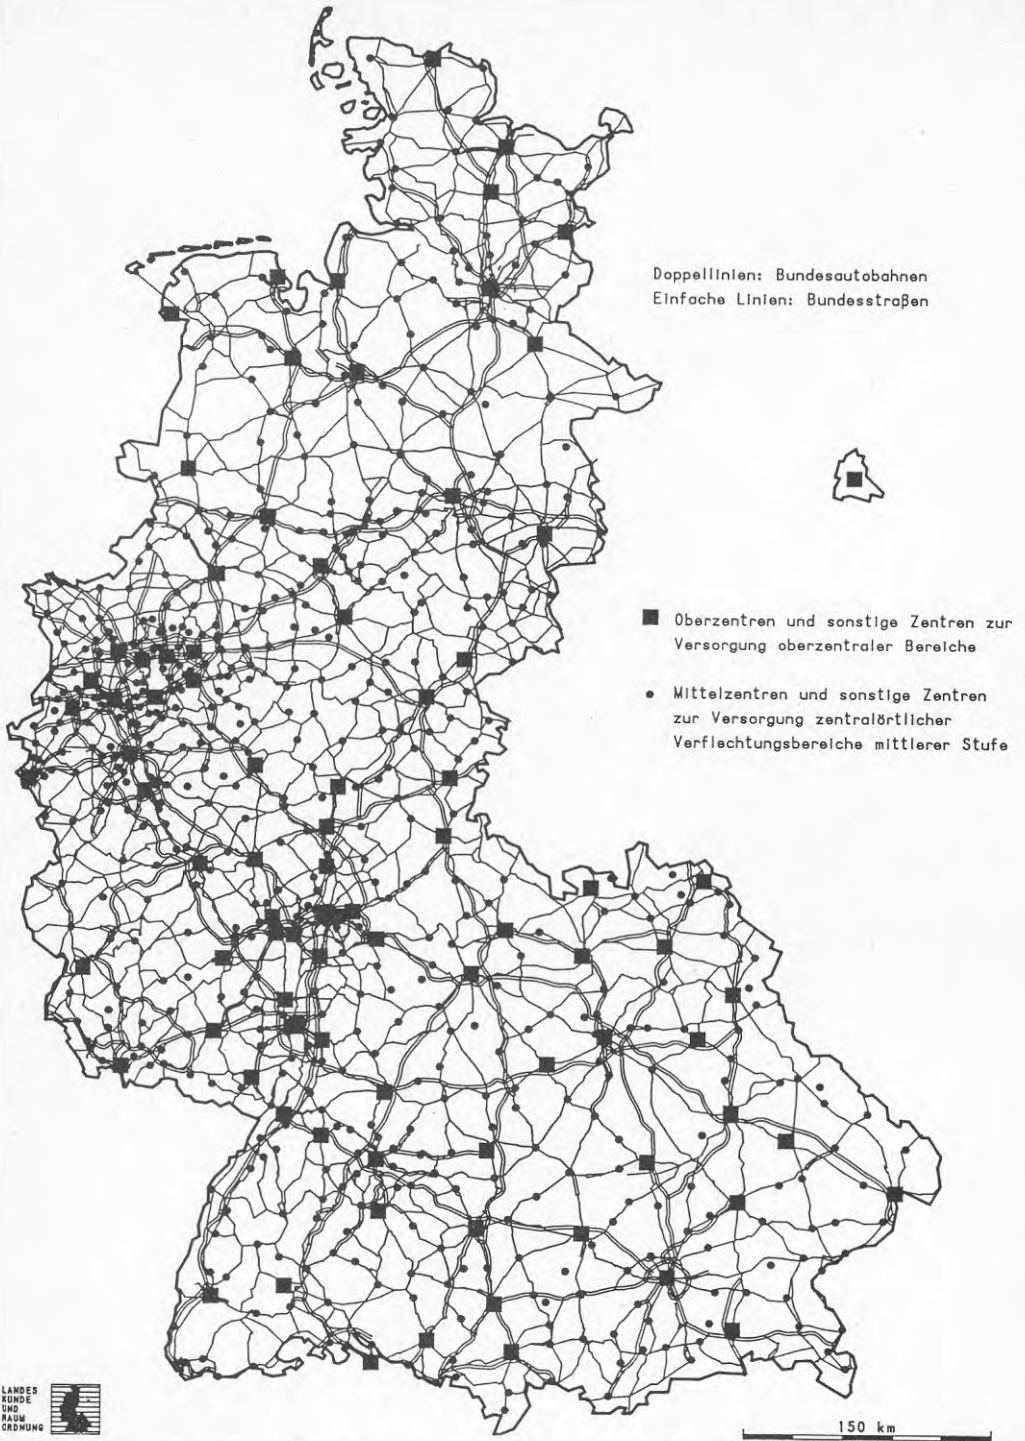 Doppellinien: Bundesautobahnen
Einfache Linien: Bundesstraßen
Oberzentren und sonstige Zentren zur
Versorgung oberzentraler Bereiche
Mittelzentren und sonstige Zentren
zur Versorgung zentralörtlicher
Verflechtungsbereiche mittlerer Stufe
LANDES
KUNDE
UND
RAUM
ORDNUNG
150 km